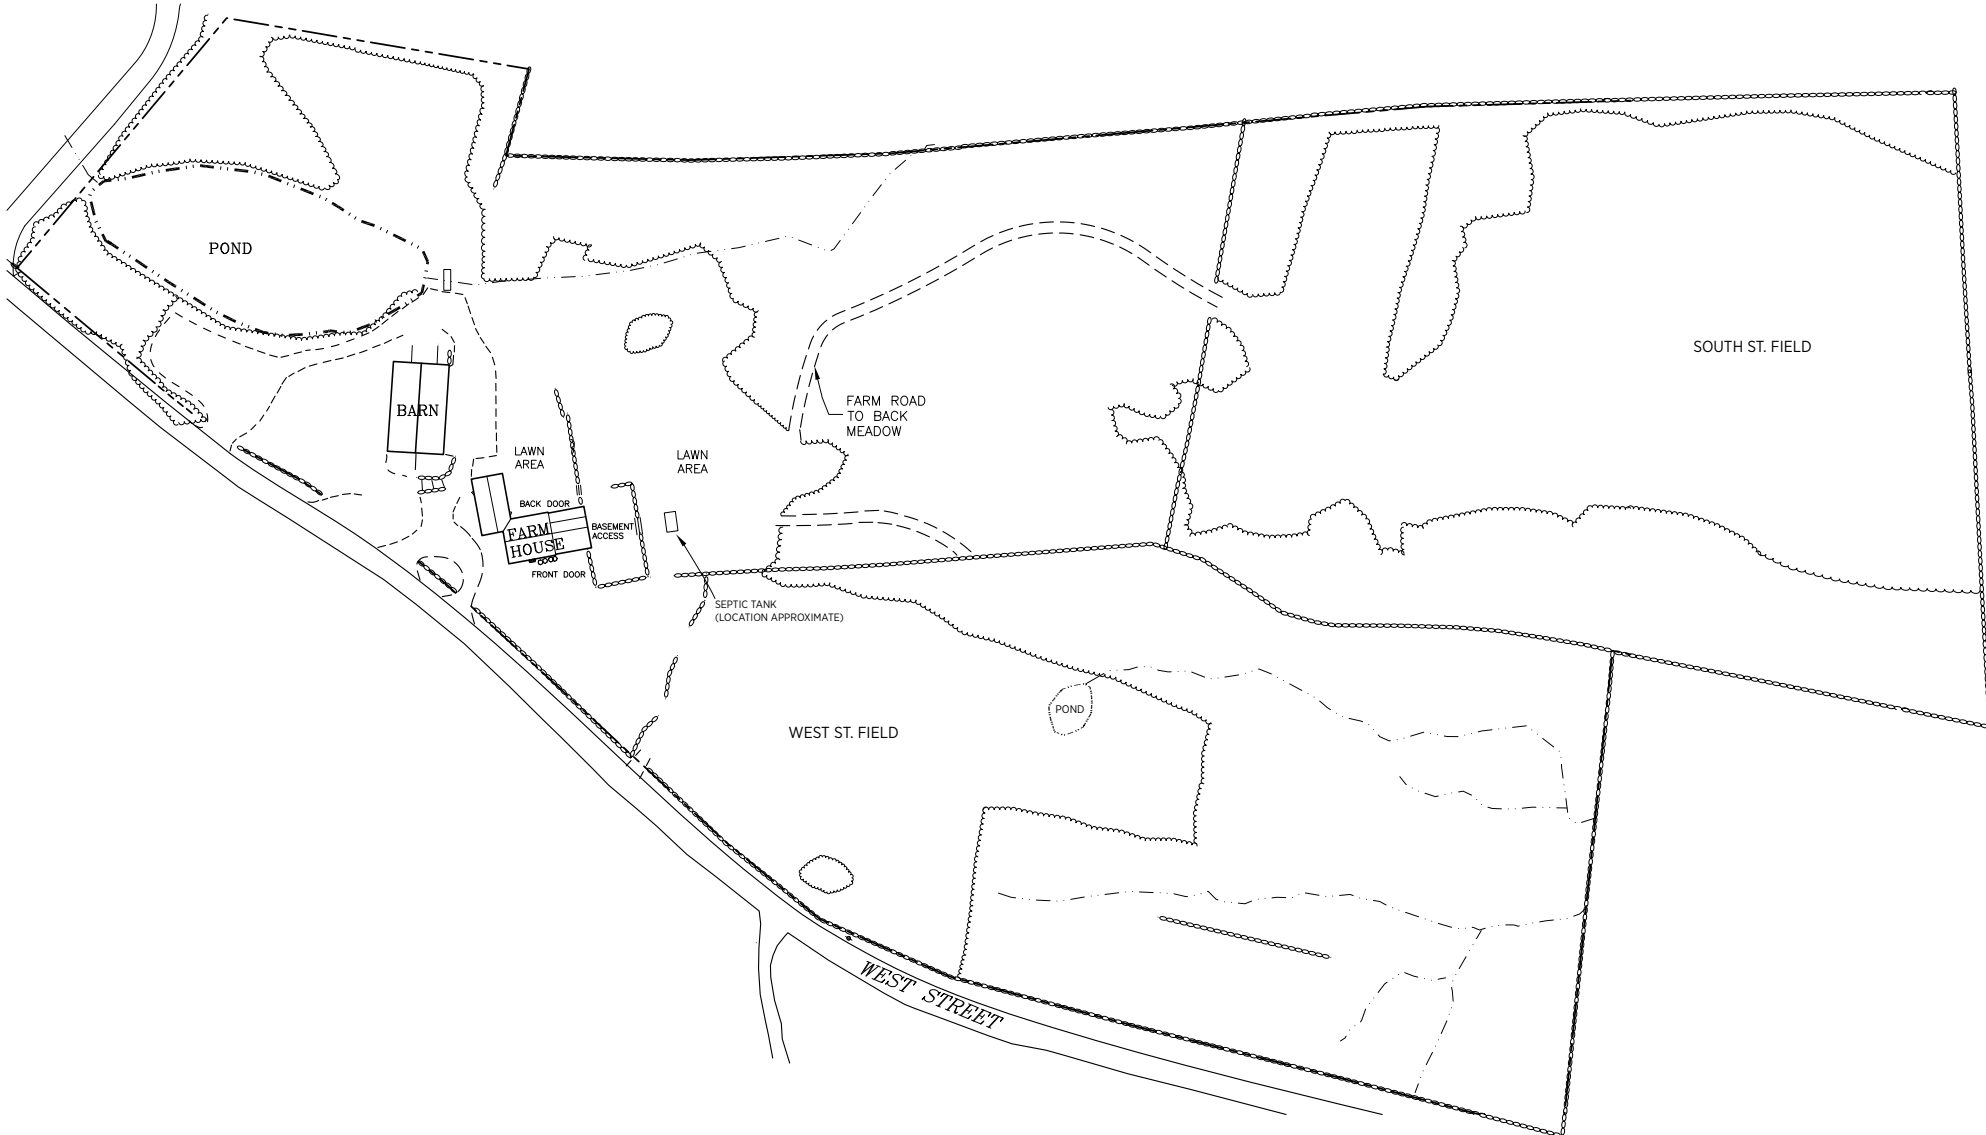 POND
SOUTH ST. FIELD
BARN
FARM ROAD
TO BACK
MEADOW
LAWN
AREA
LAWN
AREA
BACK DOOR
FARM
HOUSE
BASEMENT
ACCESS
FRONT DOOR
SEPTIC TANK
(LOCATION APPROXIMATE)
POND
WEST ST. FIELD
WEST STREET